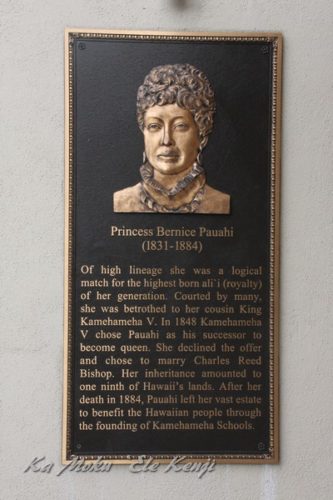 Princess Bernice Pauahi
(1831-1884)
Of high lineage she was a logical
match for the highest born ali`i (royalty)
of her generation. Courted by many,
she was betrothed to her cousin King
Kamehameha V. In 1848 Kamehameha
V chose Pauahi as his successor to
become queen. She declined the offer
and chose to marry Charles Reed
Bishop. Her inheritance amounted to
one ninth of Hawaii's lands. After her
death in 1884, Pauahi left her vast estate
to benefit the Hawaiian people through
the founding of Kamehameha Schools.
Ka Moku Ele Kenji